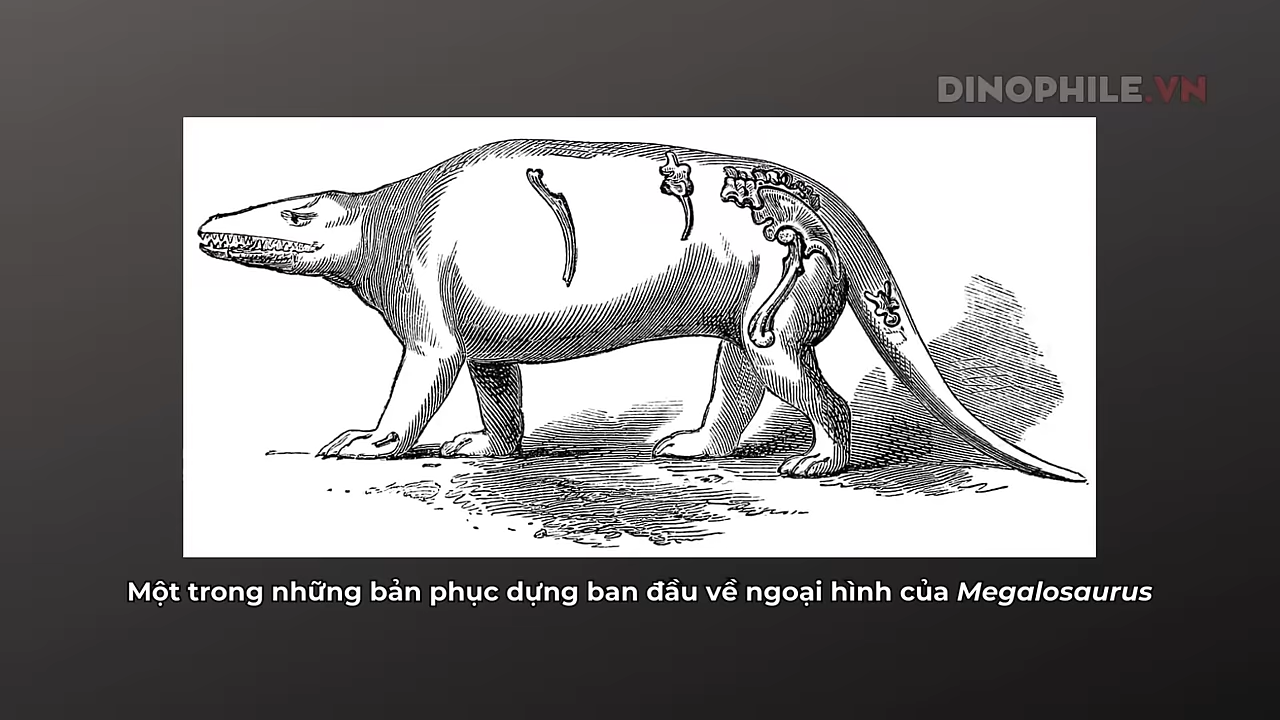 DINOPHILE.VN
Một trong những bản phục dựng ban đầu về ngoại hình của Megalosaurus